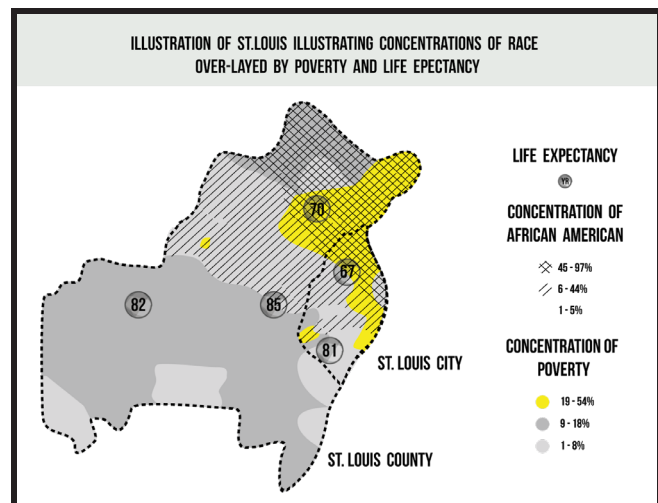 ILLUSTRATION OF ST.LOUIS ILLUSTRATING CONCENTRATIONS OF RACE
OVER-LAYED BY POVERTY AND LIFE EPECTANCY
LIFE EXPECTANCY
YR
CONCENTRATION OF
AFRICAN AMERICAN
45 - 97%
6 - 44%
1 - 5%
CONCENTRATION OF
POVERTY
19 - 54%
9 - 18%
1 - 8%
70
67
82
85
81
ST. LOUIS CITY
ST. LOUIS COUNTY